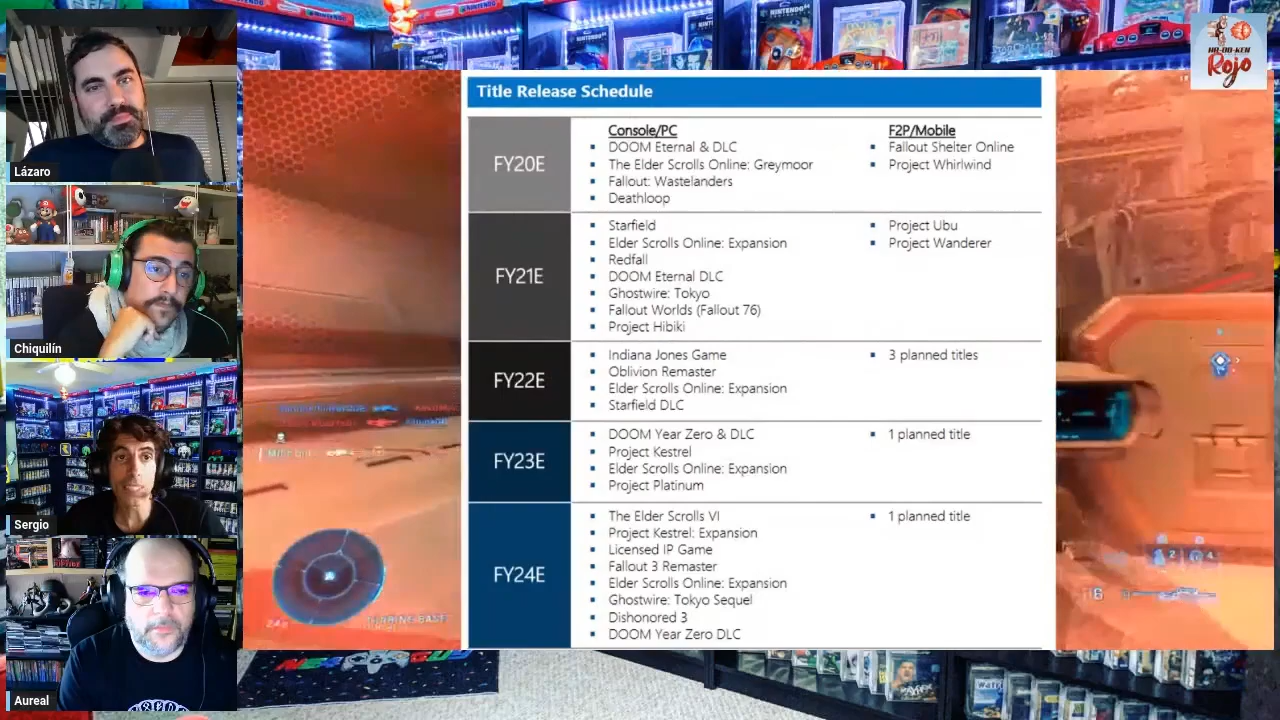 Title Release Schedule
FY20E
Console/PC
DOOM Eternal & DLC
The Elder Scrolls Online: Greymoor
Fallout: Wastelanders
Deathloop
F2P/Mobile
Fallout Shelter Online
Project Whirlwind
FY21E
Starfield
Elder Scrolls Online: Expansion
Redfall
DOOM Eternal DLC
Ghostwire: Tokyo
Fallout Worlds (Fallout 76)
Project Hibiki
Project Ubu
Project Wanderer
FY22E
Indiana Jones Game
Oblivion Remaster
Elder Scrolls Online: Expansion
Starfield DLC
3 planned titles
FY23E
DOOM Year Zero & DLC
Project Kestrel
Elder Scrolls Online: Expansion
Project Platinum
1 planned title
FY24E
The Elder Scrolls VI
Project Kestrel: Expansion
Licensed IP Game
Fallout 3 Remaster
Elder Scrolls Online: Expansion
Ghostwire: Tokyo Sequel
Dishonored 3
DOOM Year Zero DLC
1 planned title
Lázaro
Chiquilín
Sergio
Aureal
HA-DO-KEN
Rojo